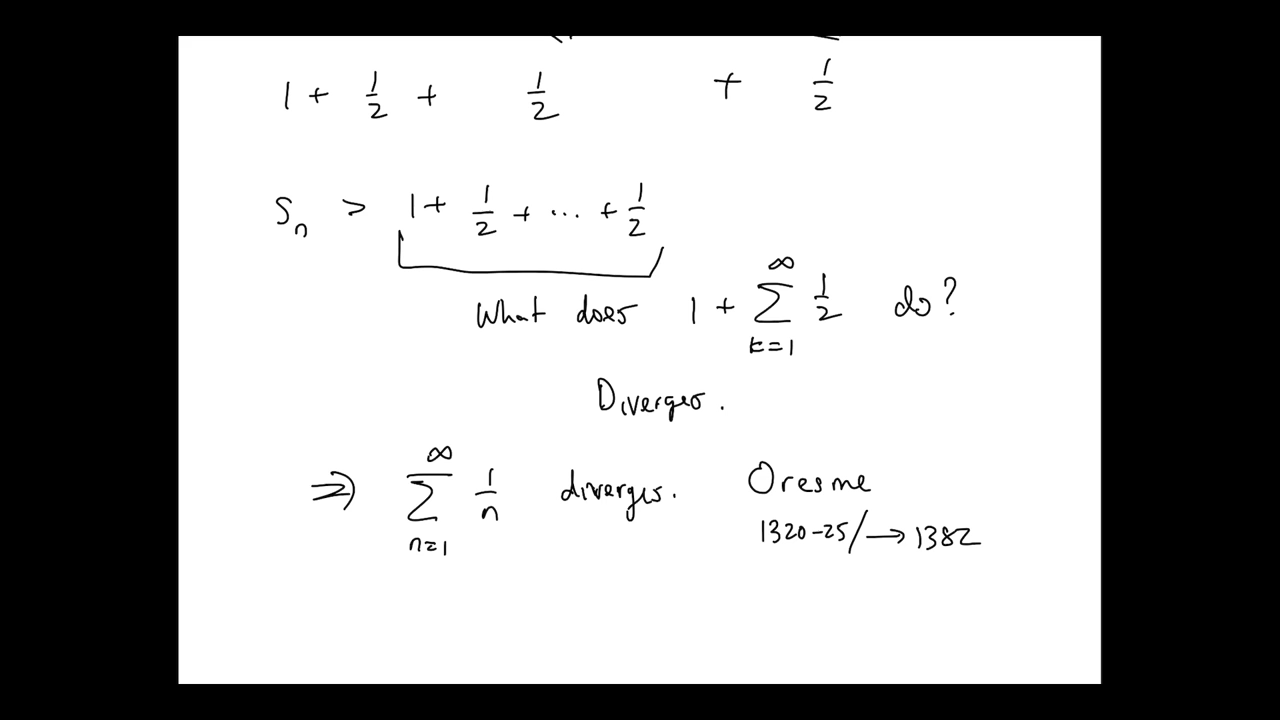 1 + 1/2 + 1/2 + 1/2
Sn > 1 + 1/2 + ... + 1/2
What does 1 + ∑_{k=1}^{∞} 1/2 do?
Diverges.
⇒ ∑_{n=1}^{∞} 1/n diverges. Oresme
1320-25/→1382